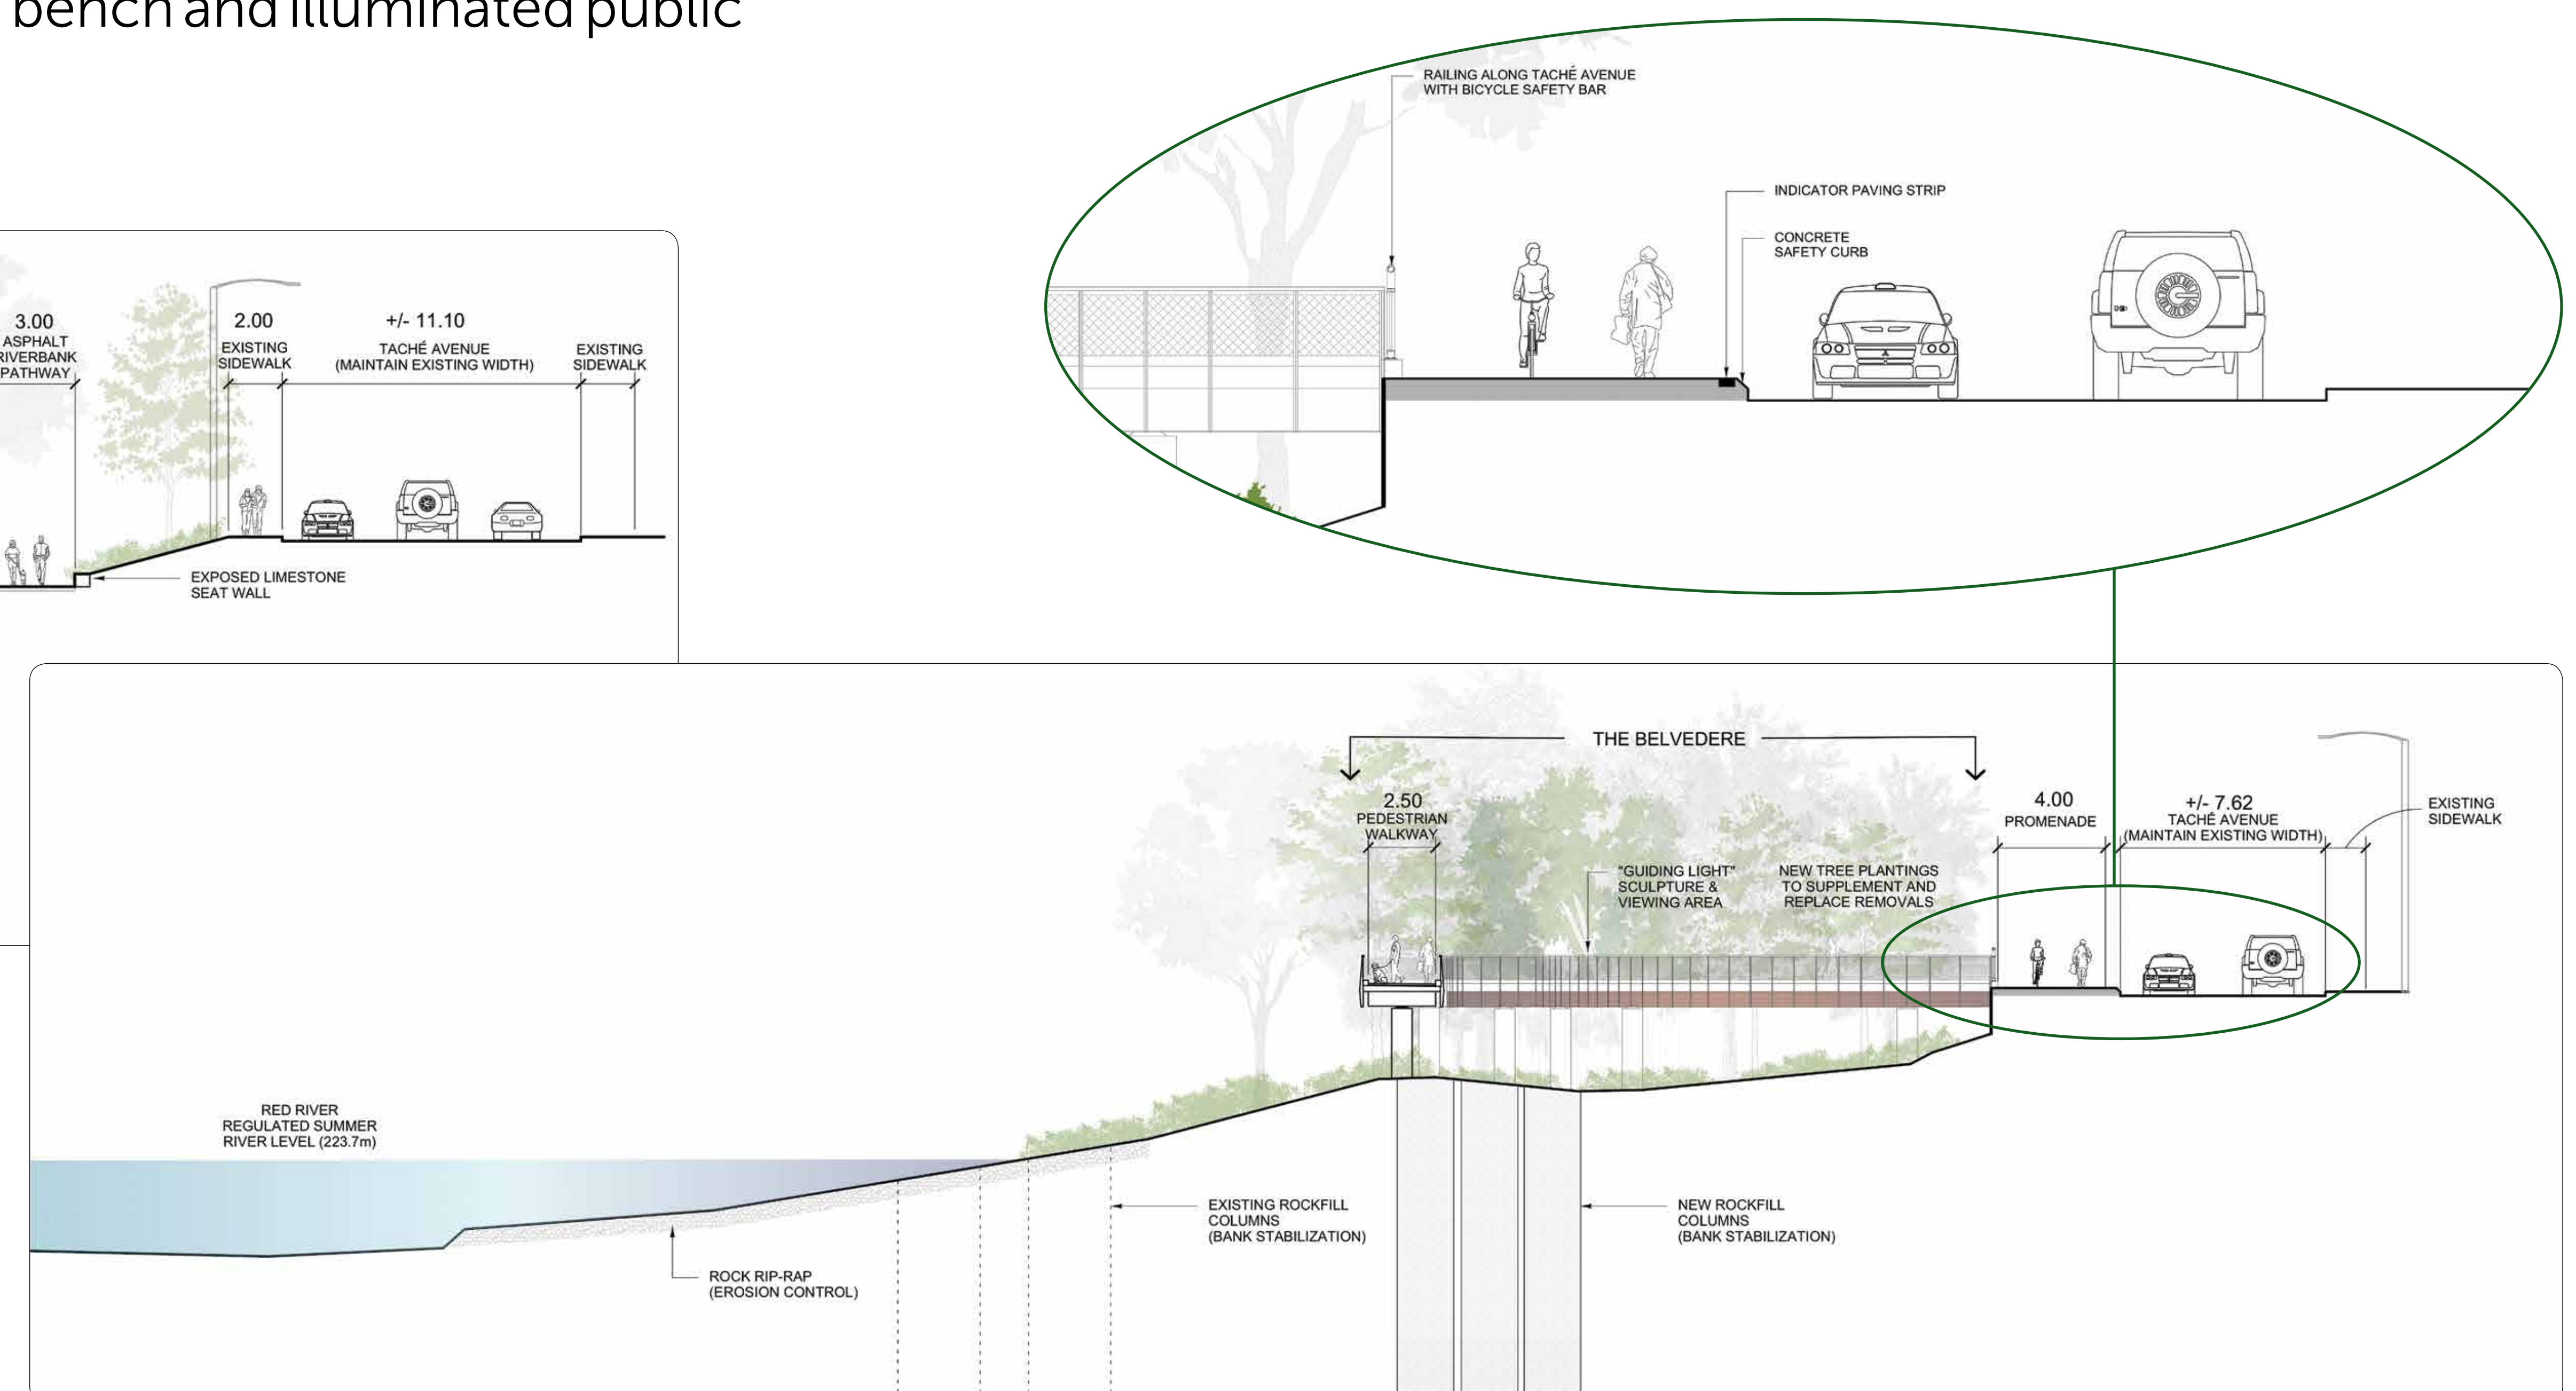 bench and illuminated public
RAILING ALONG TACHÉ AVENUE
WITH BICYCLE SAFETY BAR
INDICATOR PAVING STRIP
CONCRETE
SAFETY CURB
3.00
ASPHALT
RIVERBANK
PATHWAY
2.00
EXISTING
SIDEWALK
+/- 11.10
TACHÉ AVENUE
(MAINTAIN EXISTING WIDTH)
EXISTING
SIDEWALK
EXPOSED LIMESTONE
SEAT WALL
THE BELVEDERE
2.50
PEDESTRIAN
WALKWAY
"GUIDING LIGHT"
SCULPTURE &
VIEWING AREA
NEW TREE PLANTINGS
TO SUPPLEMENT AND
REPLACE REMOVALS
4.00
PROMENADE
+/- 7.62
TACHÉ AVENUE
(MAINTAIN EXISTING WIDTH)
EXISTING
SIDEWALK
RED RIVER
REGULATED SUMMER
RIVER LEVEL (223.7m)
ROCK RIP-RAP
(EROSION CONTROL)
EXISTING ROCKFILL
COLUMNS
(BANK STABILIZATION)
NEW ROCKFILL
COLUMNS
(BANK STABILIZATION)